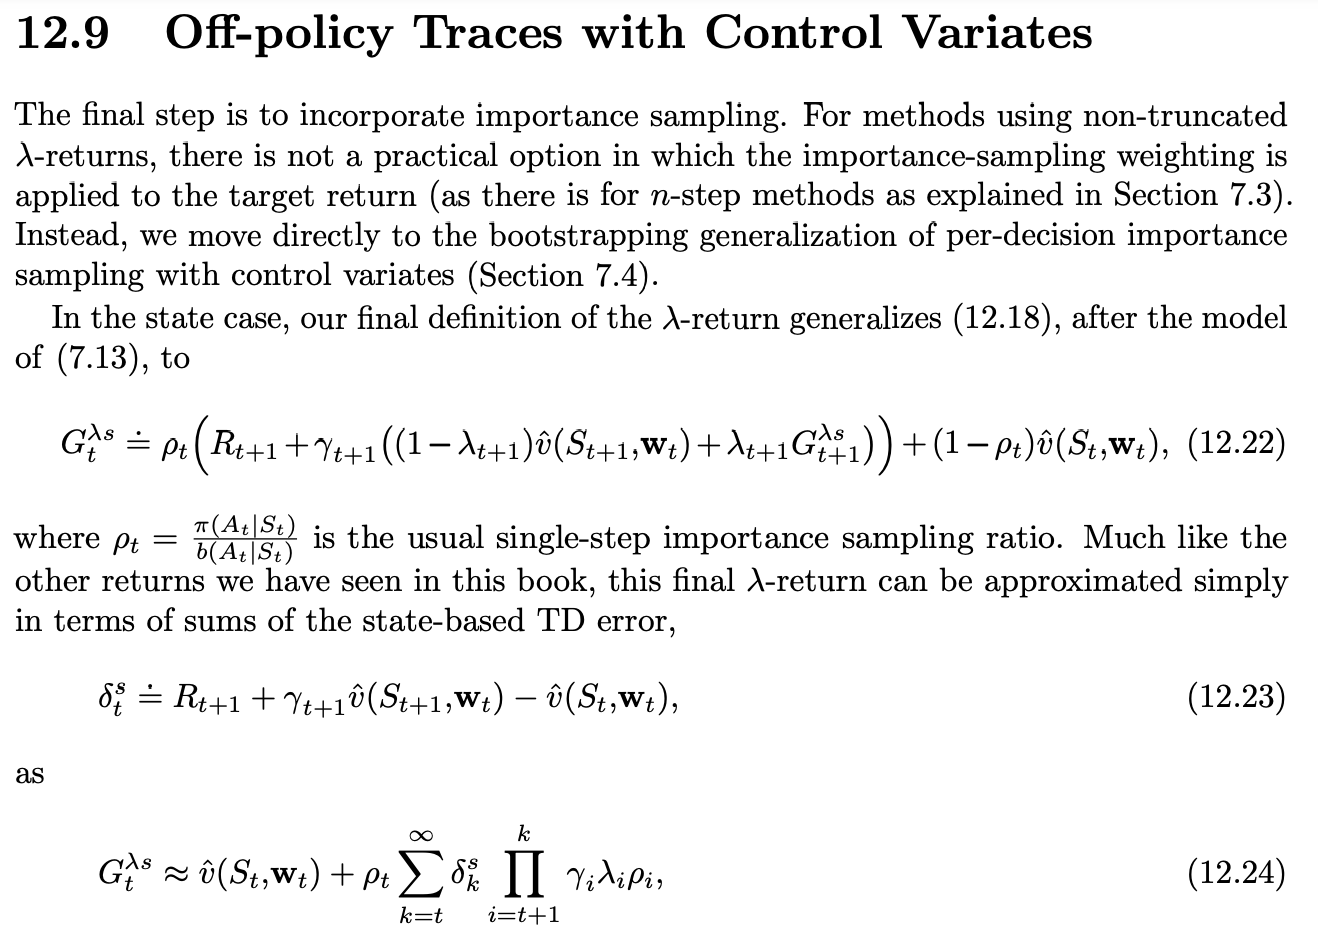 12.9 Off-policy Traces with Control Variates
The final step is to incorporate importance sampling. For methods using non-truncated
λ-returns, there is not a practical option in which the importance-sampling weighting is
applied to the target return (as there is for n-step methods as explained in Section 7.3).
Instead, we move directly to the bootstrapping generalization of per-decision importance
sampling with control variates (Section 7.4).
In the state case, our final definition of the λ-return generalizes (12.18), after the model
of (7.13), to
$G_t^{\lambda s} \doteq \rho_t \Big( R_{t+1} + \gamma_{t+1} \big( (1-\lambda_{t+1}) \hat{v}(S_{t+1},\mathbf{w}_t) + \lambda_{t+1} G_{t+1}^{\lambda s} \big) \Big) + (1-\rho_t) \hat{v}(S_t,\mathbf{w}_t),$ (12.22)
where $\rho_t = \frac{\pi(A_t|S_t)}{b(A_t|S_t)}$ is the usual single-step importance sampling ratio. Much like the
other returns we have seen in this book, this final λ-return can be approximated simply
in terms of sums of the state-based TD error,
$\delta_t^s \doteq R_{t+1} + \gamma_{t+1} \hat{v}(S_{t+1},\mathbf{w}_t) - \hat{v}(S_t,\mathbf{w}_t),$ (12.23)
as
$G_t^{\lambda s} \approx \hat{v}(S_t,\mathbf{w}_t) + \rho_t \sum_{k=t}^{\infty} \delta_k^s \prod_{i=t+1}^{k} \gamma_i \lambda_i \rho_i,$ (12.24)